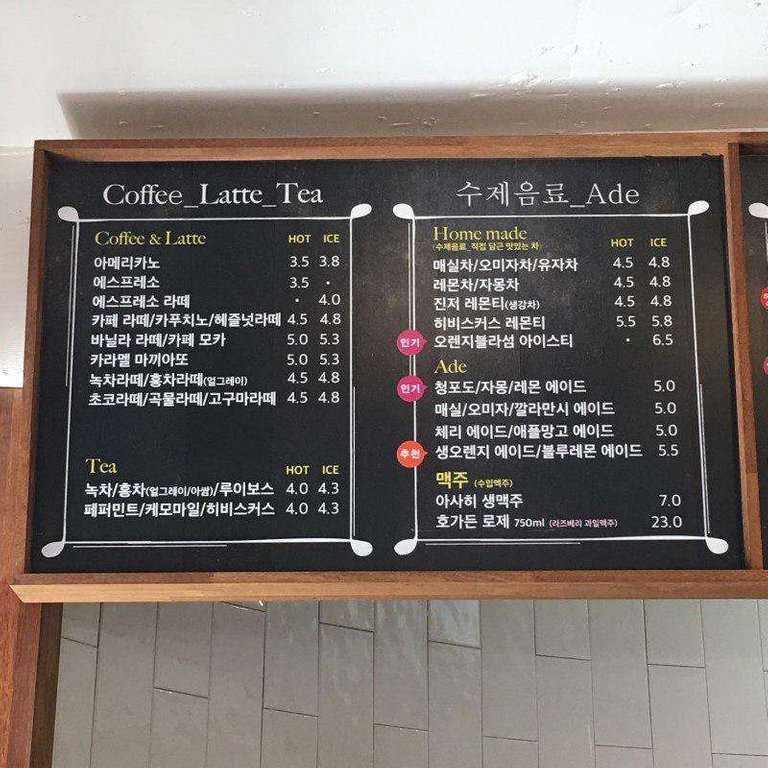 Coffee_Latte_Tea
Coffee & Latte HOT ICE
아메리카노 3.5 3.8
에스프레소 3.5 •
에스프레소 라떼 • 4.0
카페 라떼/카푸치노/헤즐넛라떼 4.5 4.8
바닐라 라떼/카페 모카 5.0 5.3
카라멜 마끼아또 5.0 5.3
녹차라떼/홍차라떼(얼그레이) 4.5 4.8
초코라떼/곡물라떼/고구마라떼 4.5 4.8
Tea HOT ICE
녹차/홍차(얼그레이/아쌈)/루이보스 4.0 4.3
페퍼민트/케모마일/히비스커스 4.0 4.3
수제음료_Ade
Home made HOT ICE
(수제음료_직접 담근 맛있는 차)
매실차/오미자차/유자차 4.5 4.8
레몬차/자몽차 4.5 4.8
진저 레몬티(생강차) 4.5 4.8
히비스커스 레몬티 5.5 5.8
인기 오렌지블라섬 아이스티 • 6.5
Ade
인기 청포도/자몽/레몬 에이드 5.0
매실/오미자/깔라만시 에이드 5.0
체리 에이드/애플망고 에이드 5.0
추천 생오렌지 에이드/블루레몬 에이드 5.5
맥주 (수입맥주)
아사히 생맥주 7.0
호가든 로제 750ml (라즈베리 과일맥주) 23.0